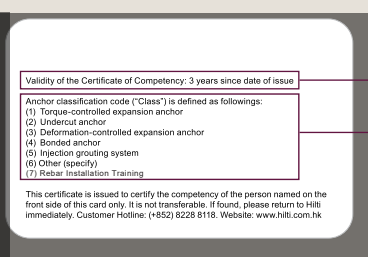 Validity of the Certificate of Competency: 3 years since date of issue
Anchor classification code ("Class") is defined as followings:
(1) Torque-controlled expansion anchor
(2) Undercut anchor
(3) Deformation-controlled expansion anchor
(4) Bonded anchor
(5) Injection grouting system
(6) Other (specify)
(7) Rebar Installation Training
This certificate is issued to certify the competency of the person named on the
front side of this card only. It is not transferable. If found, please return to Hilti
immediately. Customer Hotline: (+852) 8228 8118. Website: www.hilti.com.hk